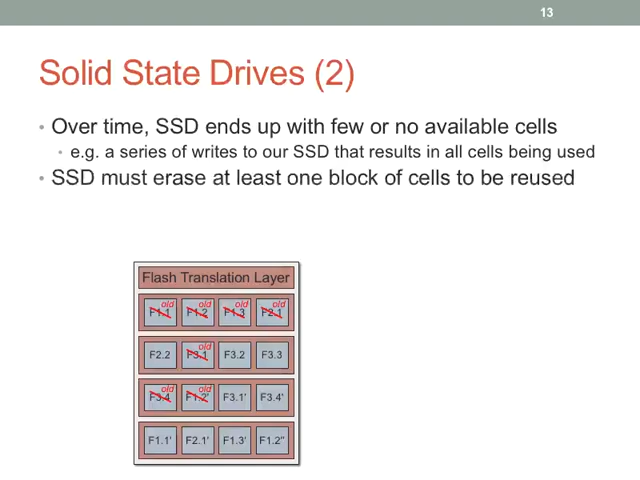 13
Solid State Drives (2)
• Over time, SSD ends up with few or no available cells
• e.g. a series of writes to our SSD that results in all cells being used
• SSD must erase at least one block of cells to be reused
Flash Translation Layer
old old old old
F1.1 F1.2 F1.3 F2.1
old
F2.2 F3.1 F3.2 F3.3
old old
F3.4 F1.2' F3.1' F3.4'
F1.1' F2.1' F1.3' F1.2"